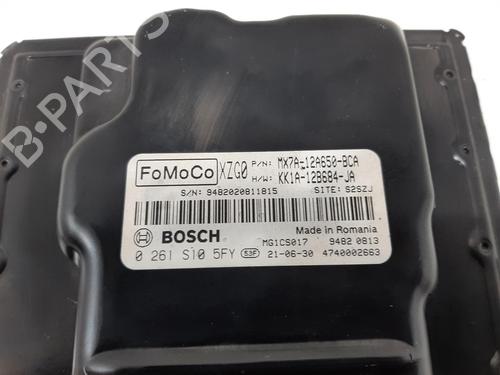 B-PARTS
FoMoCo XZG0 P/N: MX7A-12A650-BCA
H/W: KK1A-12B684-JA
S/N: 9482020811815 SITE: S2SZJ
BOSCH Made in Romania
MG1CS017 9482 0813
0 261 S10 5FY 53F 21-06-30 4740002663